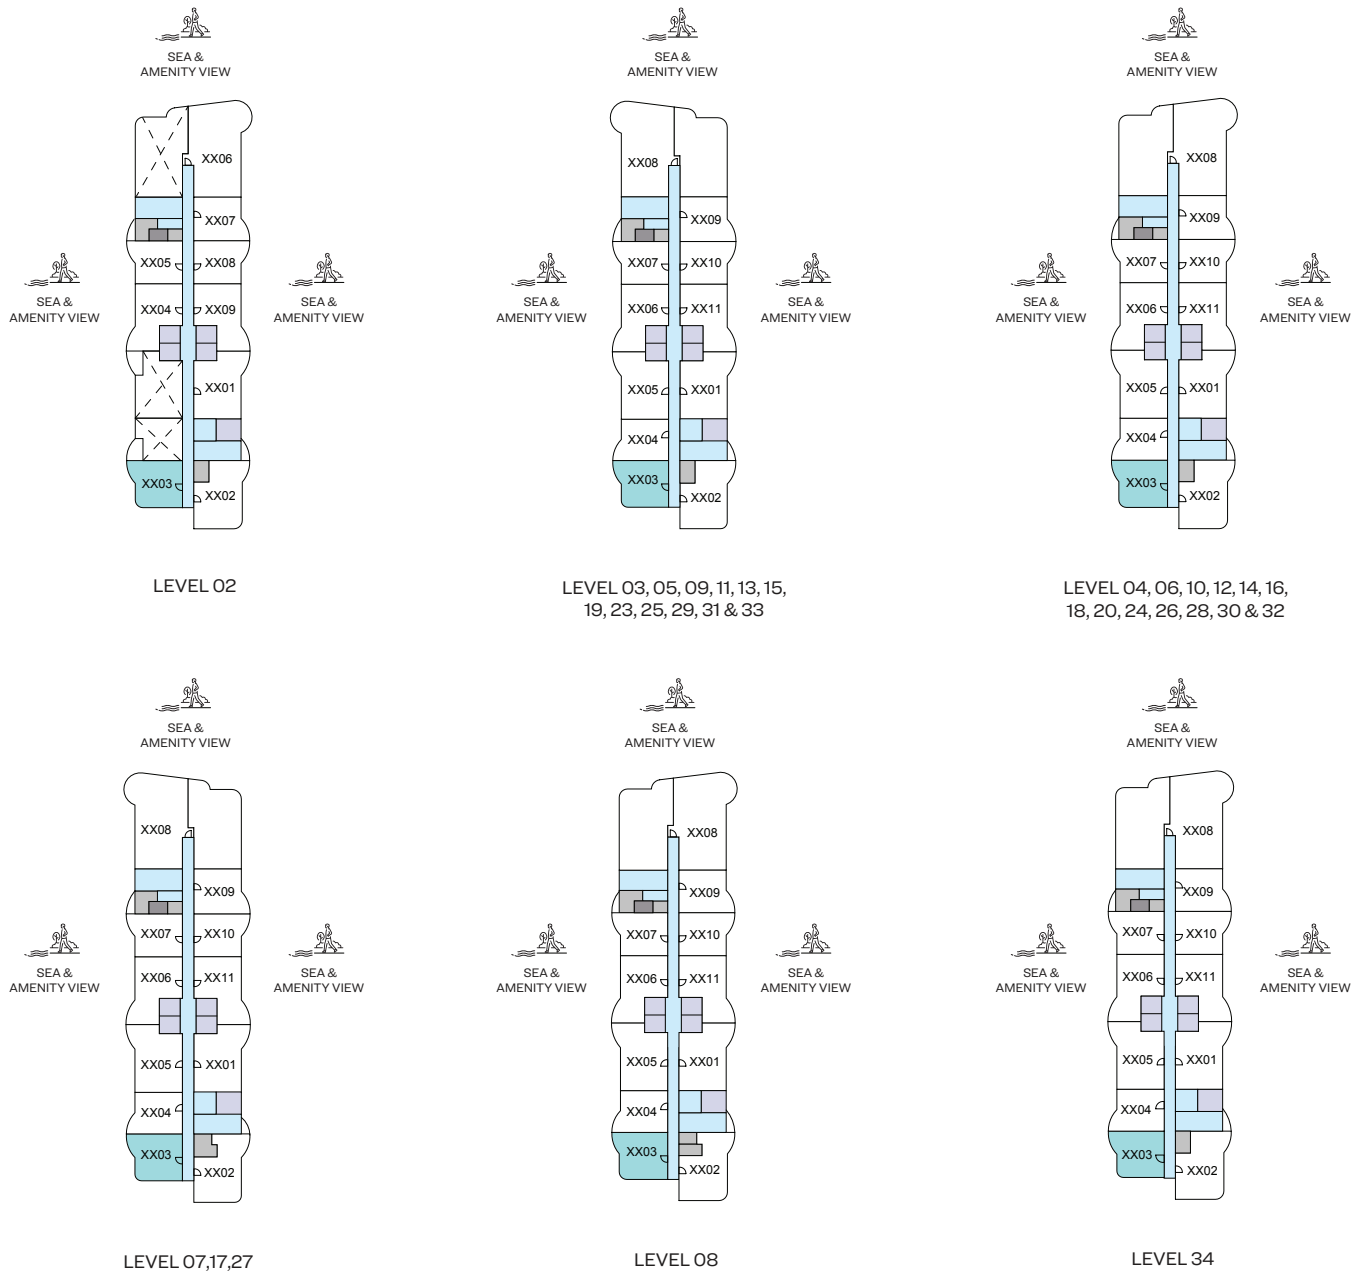 SEA &
AMENITY VIEW
SEA &
AMENITY VIEW
SEA &
AMENITY VIEW
XX06
XX07
XX05
XX08
XX04
XX09
XX01
XX03
XX02
SEA &
AMENITY VIEW
SEA &
AMENITY VIEW
LEVEL 02
XX08
XX09
XX07
XX10
XX06
XX11
XX05
XX01
XX04
XX03
XX02
SEA &
AMENITY VIEW
LEVEL 03, 05, 09, 11, 13, 15,
19, 23, 25, 29, 31 & 33
SEA &
AMENITY VIEW
XX08
XX09
XX07
XX10
XX06
XX11
XX05
XX01
XX04
XX03
XX02
SEA &
AMENITY VIEW
LEVEL 04, 06, 10, 12, 14, 16,
18, 20, 24, 26, 28, 30 & 32
SEA &
AMENITY VIEW
SEA &
AMENITY VIEW
SEA &
AMENITY VIEW
SEA &
AMENITY VIEW
XX08
XX09
XX07
XX10
XX06
XX11
XX05
XX01
XX04
XX03
XX02
SEA &
AMENITY VIEW
LEVEL 07,17,27
SEA &
AMENITY VIEW
XX08
XX09
XX07
XX10
XX06
XX11
XX05
XX01
XX04
XX03
XX02
SEA &
AMENITY VIEW
LEVEL 08
SEA &
AMENITY VIEW
XX08
XX09
XX07
XX10
XX06
XX11
XX05
XX01
XX04
XX03
XX02
SEA &
AMENITY VIEW
LEVEL 34